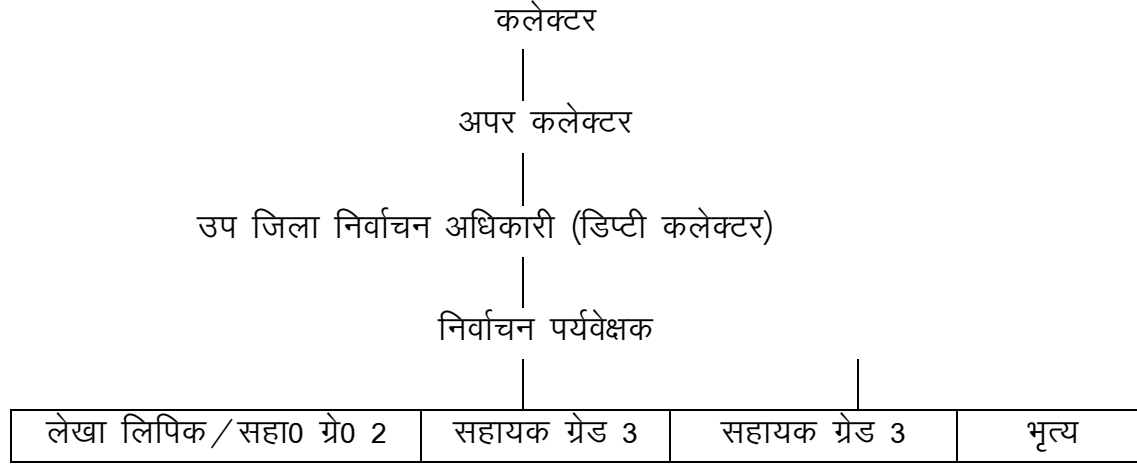 कलेक्टर
अपर कलेक्टर
उप जिला निर्वाचन अधिकारी (डिप्टी कलेक्टर)
निर्वाचन पर्यवेक्षक
लेखा लिपिक/सहा0 ग्रे0 2 सहायक ग्रेड 3 सहायक ग्रेड 3 भृत्य